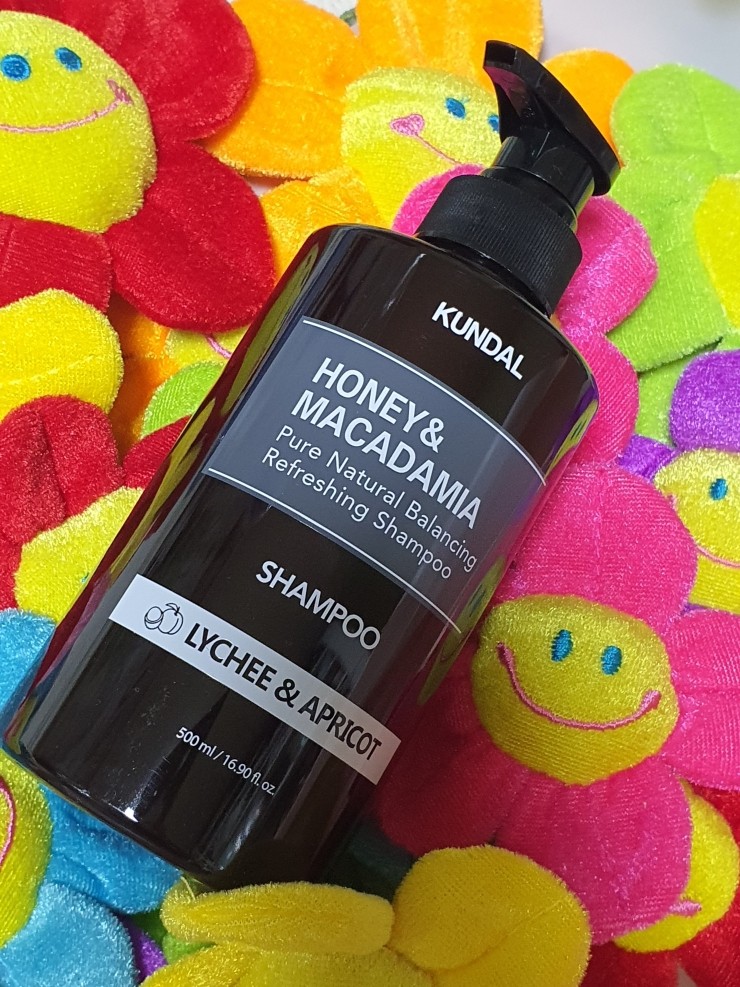 KUNDAL
HONEY&
MACADAMIA
Pure Natural Balancing
Refreshing Shampoo
SHAMPOO
LYCHEE & APRICOT
500 ml / 16.90 fl. oz.